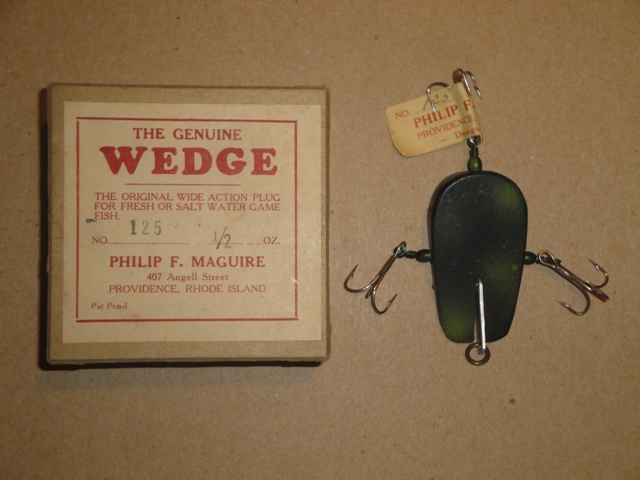 THE GENUINE
WEDGE
THE ORIGINAL WIDE ACTION PLUG
FOR FRESH OR SALT WATER GAME
FISH.
NO. 125 1/2 OZ.
PHILIP F. MAGUIRE
407 Angell Street
PROVIDENCE, RHODE ISLAND
Pat Pend
NO.
PHILIP F.
PROVIDENCE,